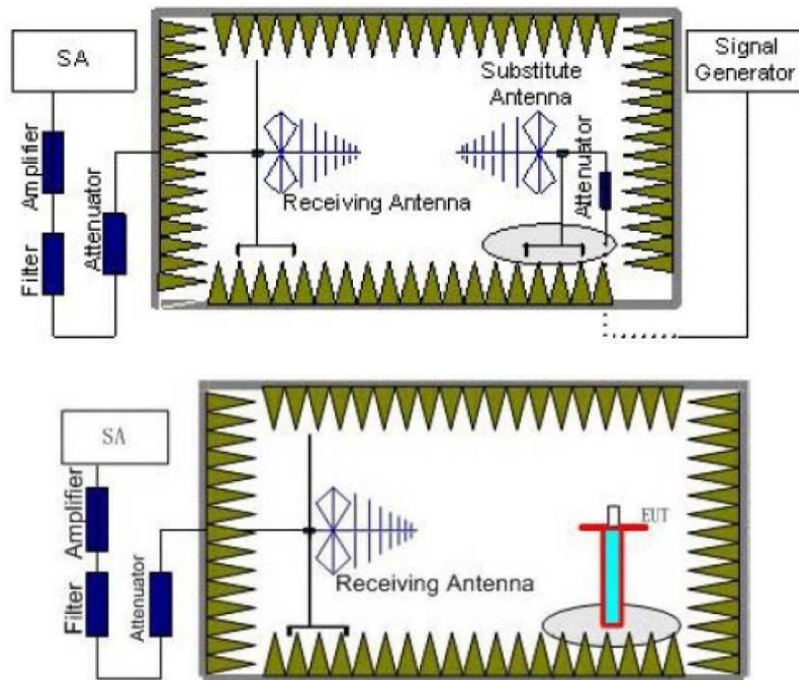 SA
Amplifier
Filter
Attenuator
Receiving Antenna
Substitute
Antenna
Attenuator
Signal
Generator
SA
Amplifier
Filter
Attenuator
Receiving Antenna
EUT